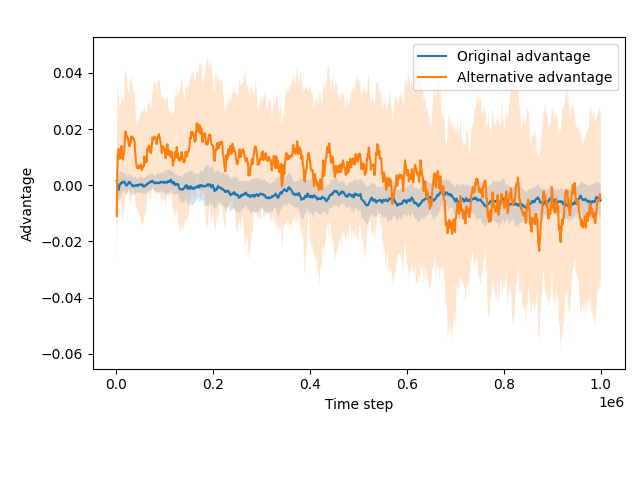 Original advantage
Alternative advantage
0.04
0.02
0.00
−0.02
−0.04
−0.06
Advantage
0.0 0.2 0.4 0.6 0.8 1.0
1e6
Time step